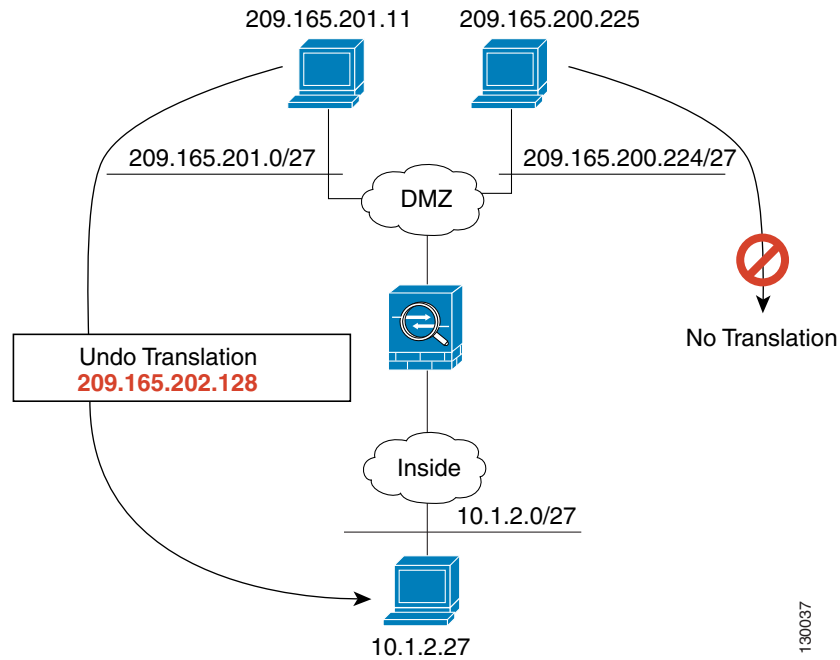 209.165.201.11
209.165.200.225
209.165.201.0/27
209.165.200.224/27
DMZ
No Translation
Undo Translation
209.165.202.128
Inside
10.1.2.0/27
10.1.2.27
130037